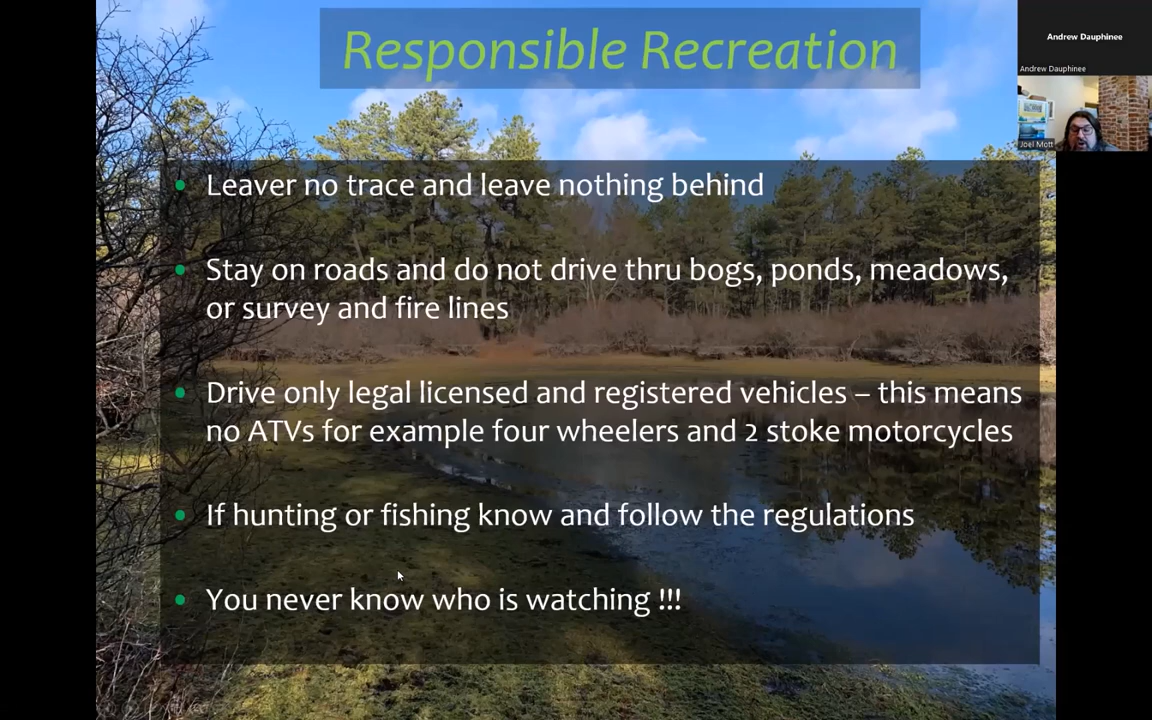 Responsible Recreation
Andrew Dauphinee
Andrew Dauphinee
Joel Mott
Leaver no trace and leave nothing behind
Stay on roads and do not drive thru bogs, ponds, meadows,
or survey and fire lines
Drive only legal licensed and registered vehicles – this means
no ATVs for example four wheelers and 2 stoke motorcycles
If hunting or fishing know and follow the regulations
You never know who is watching !!!